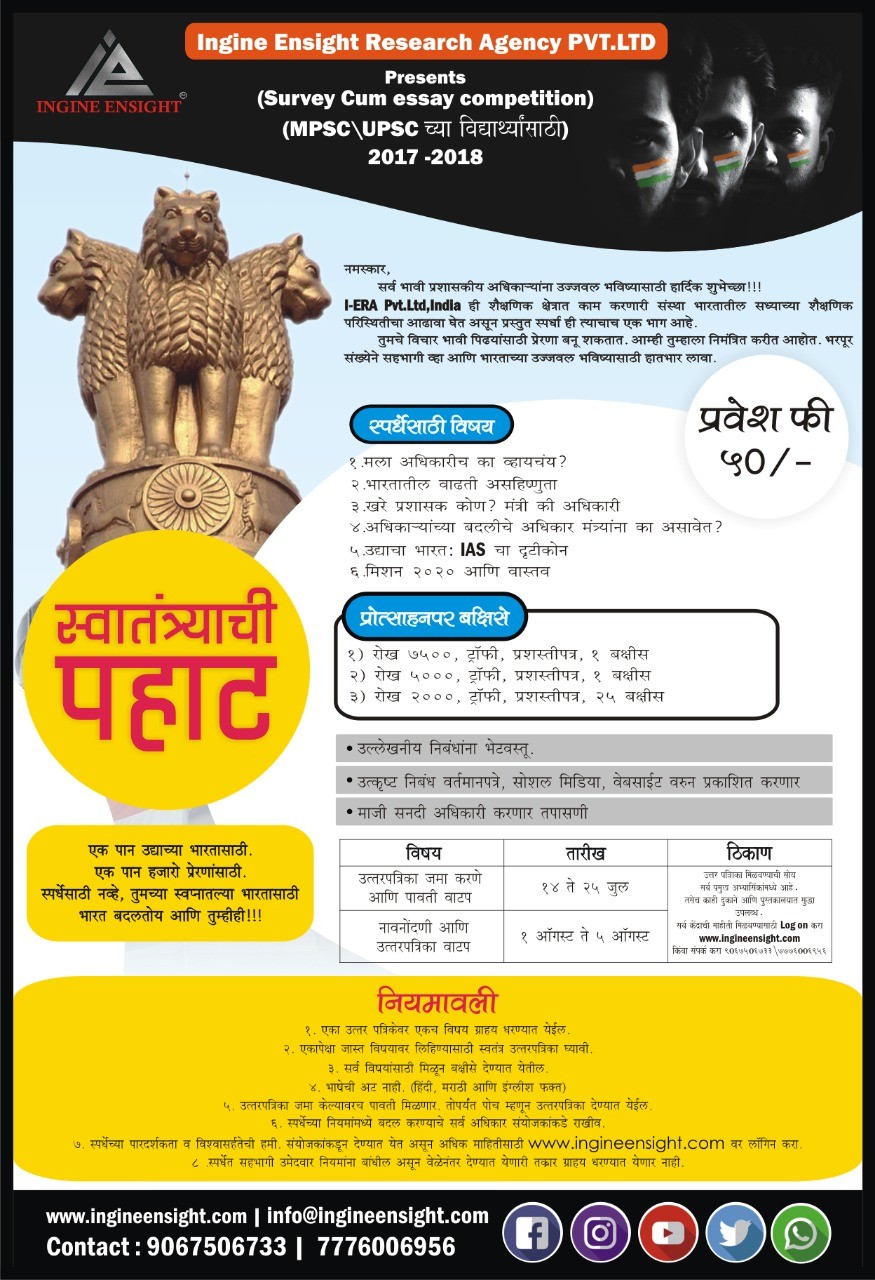 INGINE ENSIGHT
Ingine Ensight Research Agency PVT.LTD
Presents
(Survey Cum essay competition)
(MPSC\UPSC च्या विद्यार्थ्यांसाठी)
2017 -2018
नमस्कार,
सर्व भावी प्रशासकीय अधिकाऱ्यांना उज्जवल भविष्यासाठी हार्दिक शुभेच्छा!!!
I-ERA Pvt.Ltd,India ही शैक्षणिक क्षेत्रात काम करणारी संस्था भारतातील सध्याच्या शैक्षणिक
परिस्थितीचा आढावा घेत असून प्रस्तुत स्पर्धा ही त्याचाच एक भाग आहे.
तुमचे विचार भावी पिढयांसाठी प्रेरणा बनू शकतात. आम्ही तुम्हाला निमंत्रित करीत आहोत. भरपूर
संख्येने सहभागी व्हा आणि भारताच्या उज्जवल भविष्यासाठी हातभार लावा.
प्रवेश फी
५०/-
स्पर्धेसाठी विषय
१.मला अधिकारीच का व्हायचंय?
२.भारतातील वाढती असहिष्णुता
३.खरे प्रशासक कोण? मंत्री की अधिकारी
४.अधिकाऱ्यांच्या बदलीचे अधिकार मंत्र्यांना का असावेत?
५.उद्याचा भारत: IAS चा दृटीकोन
६.मिशन २०२० आणि वास्तव
स्वातंत्र्याची
पहाट
प्रोत्साहनपर बक्षिसे
१) रोख ७५००, ट्रॉफी, प्रशस्तीपत्र, १ बक्षीस
२) रोख ५०००, ट्रॉफी, प्रशस्तीपत्र, १ बक्षीस
३) रोख २०००, ट्रॉफी, प्रशस्तीपत्र, २५ बक्षीस
• उल्लेखनीय निबंधांना भेटवस्तू.
• उत्कृष्ट निबंध वर्तमानपत्रे, सोशल मिडिया, वेबसाईट वरुन प्रकाशित करणार
• माजी सनदी अधिकारी करणार तपासणी
एक पान उद्याच्या भारतासाठी.
एक पान हजारो प्रेरणांसाठी.
स्पर्धेसाठी नव्हे, तुमच्या स्वप्नातल्या भारतासाठी
भारत बदलतोय आणि तुम्हीही!!!
विषय तारीख ठिकाण
उत्तरपत्रिका जमा करणे
आणि पावती वाटप
१४ ते २५ जुल
नावनोंदणी आणि
उत्तरपत्रिका वाटप
१ ऑगस्ट ते ५ ऑगस्ट
उत्तर पत्रिका मिळवण्याची सोय
सर्व प्रमुख अभ्यासिकांमध्ये आहे.
तसेच काही दुकाने आणि पुस्तकालयात सुद्धा
उपलब्ध.
सर्व केंद्राची माहीती मिळवण्यासाठी Log on करा
www.ingineensight.com
किंवा संपर्क करा ९०६७५०६७३३\७७७६००६९५६
नियमावली
१. एका उत्तर पत्रिकेवर एकच विषय ग्राहय धरण्यात येईल.
२. एकापेक्षा जास्त विषयावर लिहिण्यासाठी स्वतंत्र उत्तरपत्रिका घ्यावी.
३. सर्व विषयांसाठी मिळून बक्षीसे देण्यात येतील.
४. भाषेची अट नाही. (हिंदी, मराठी आणि इंग्लीश फक्त)
५. उत्तरपत्रिका जमा केल्यावरच पावती मिळणार. तोपर्यंत पोच म्हणून उत्तरपत्रिका देण्यात येईल.
६. स्पर्धेच्या नियमांमध्ये बदल करण्याचे सर्व अधिकार संयोजकांकडे राखीव.
७. स्पर्धेच्या पारदर्शकता व विश्वासर्हतेची हमी. संयोजकांकडून देण्यात येत असून अधिक माहितीसाठी www.ingineensight.com वर लॉगिन करा.
८ .स्पर्धेत सहभागी उमेदवार नियमांना बांधील असून वेळेनंतर देण्यात येणारी तक्रार ग्राहय धरण्यात येणार नाही.
www.ingineensight.com | info@ingineensight.com
Contact : 9067506733 | 7776006956